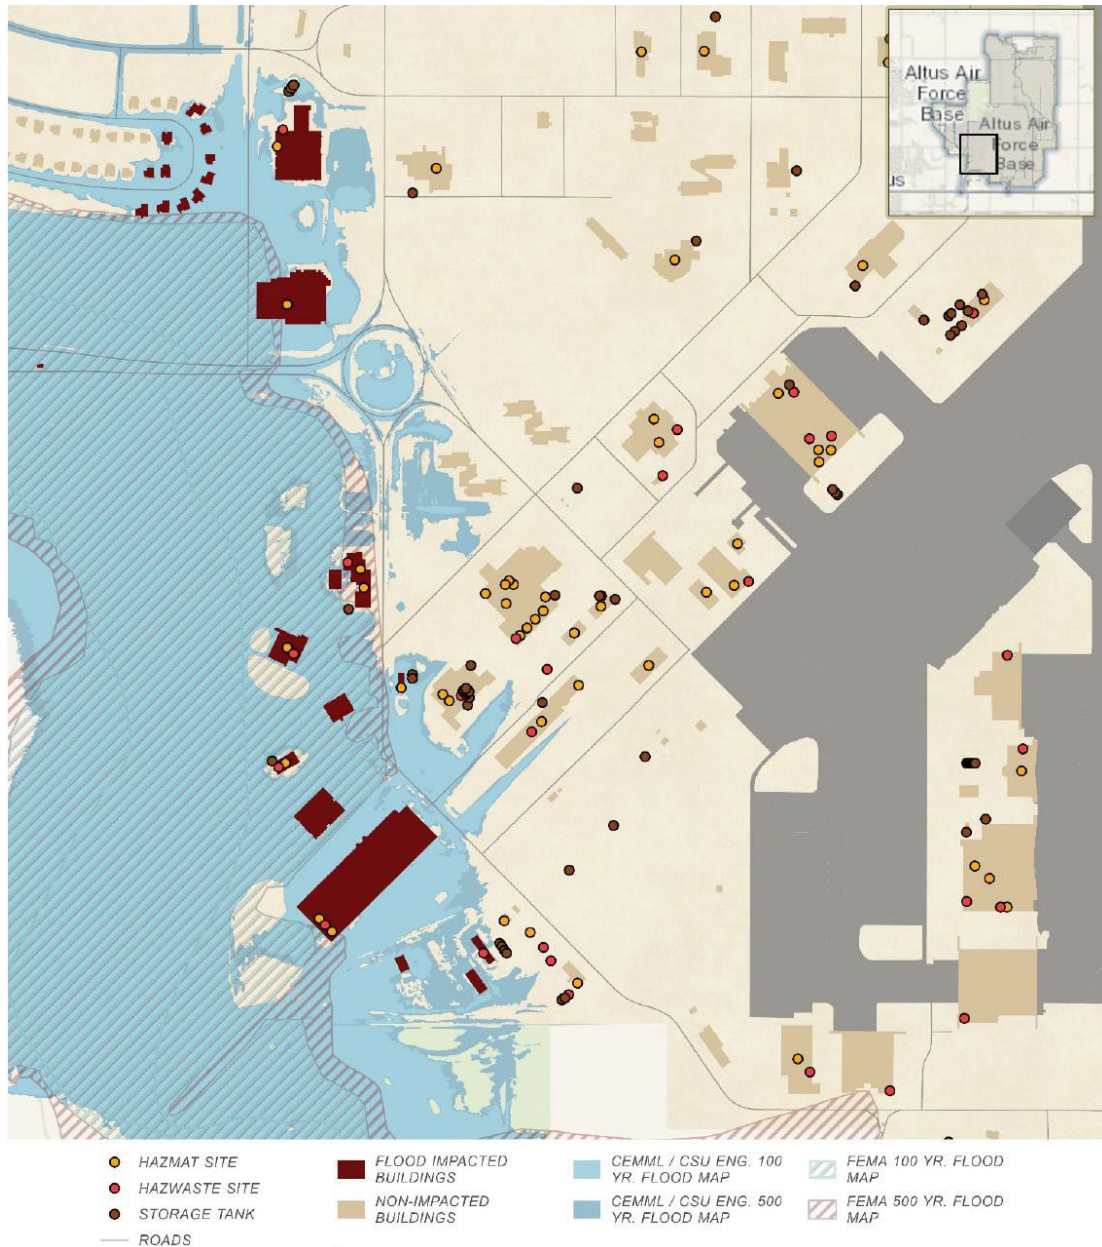 Altus Air
Force
Base
Altus Air
Force
Base
us
HAZMAT SITE
HAZWASTE SITE
STORAGE TANK
ROADS
FLOOD IMPACTED
BUILDINGS
NON-IMPACTED
BUILDINGS
CEMML / CSU ENG. 100
YR. FLOOD MAP
CEMML / CSU ENG. 500
YR. FLOOD MAP
FEMA 100 YR. FLOOD
MAP
FEMA 500 YR. FLOOD
MAP